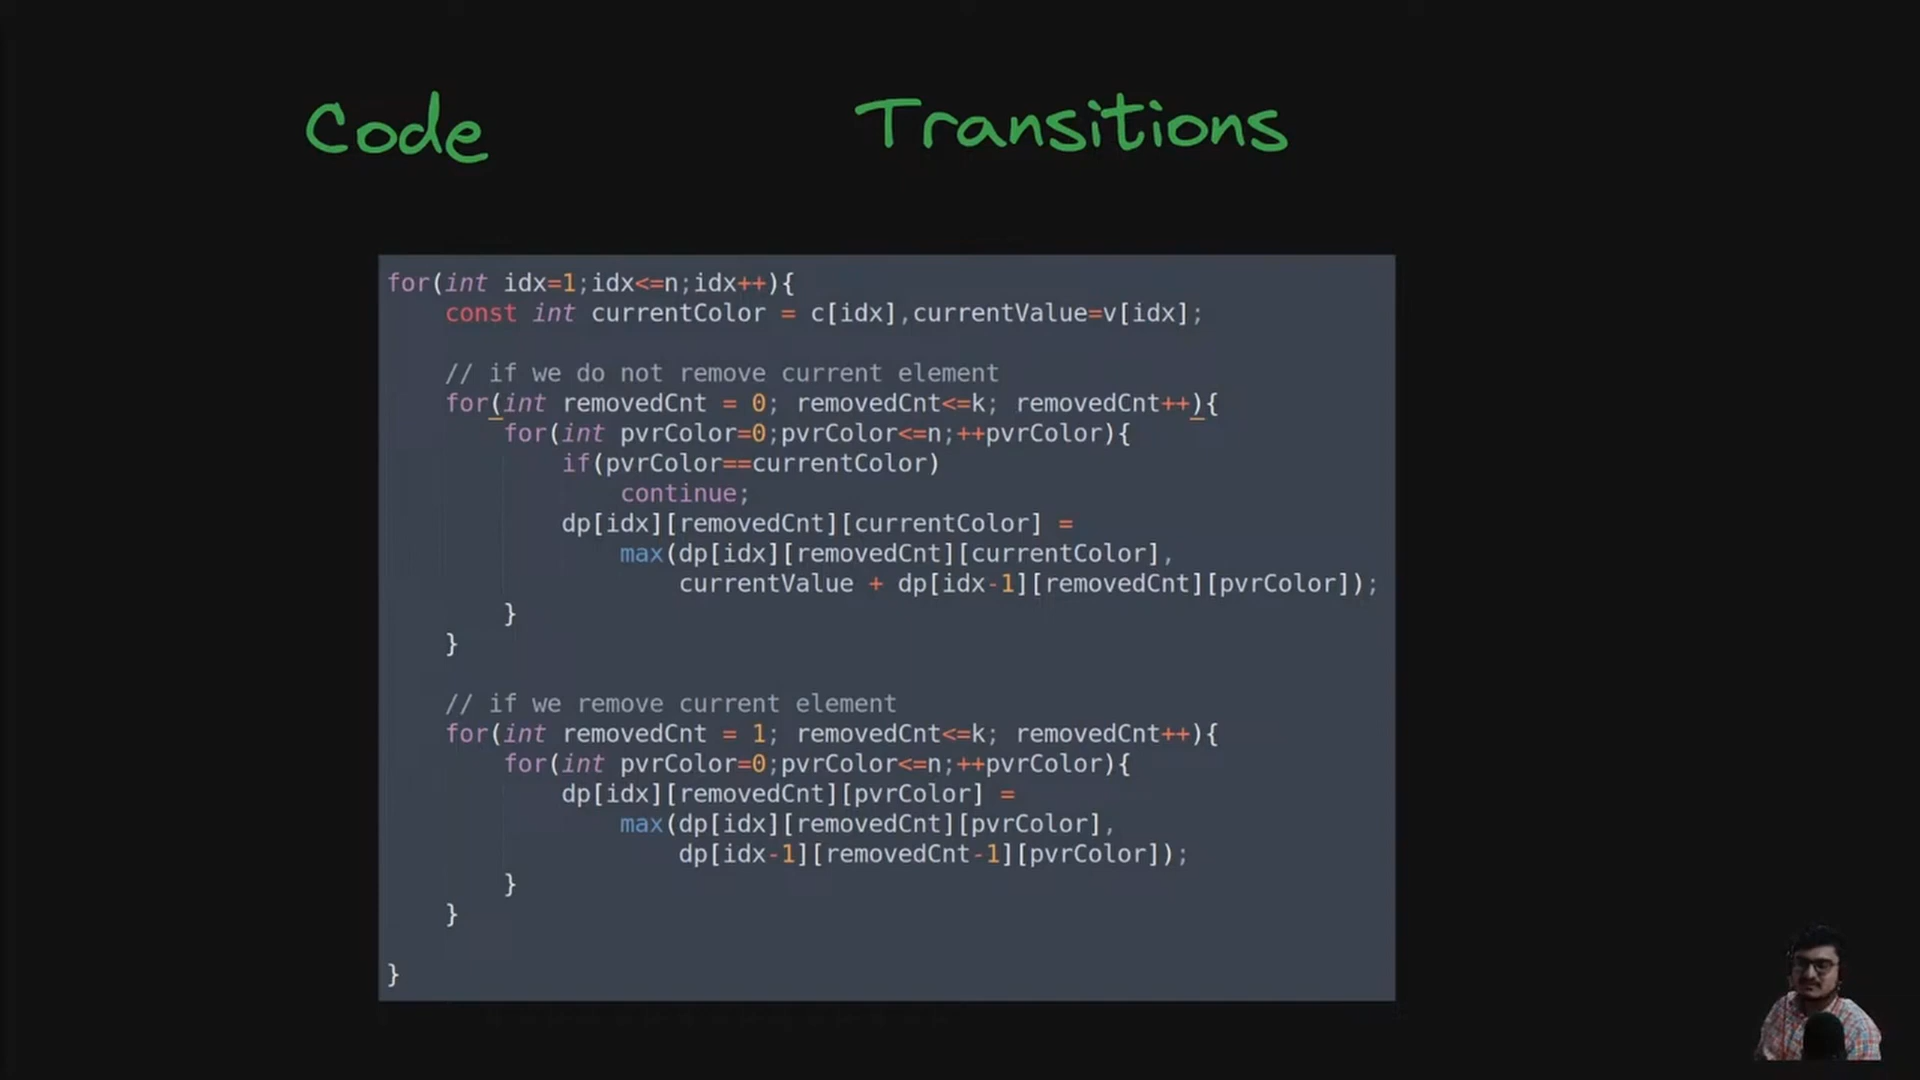 Code Transitions
for(int idx=1;idx<=n;idx++){
    const int currentColor = c[idx],currentValue=v[idx];
    // if we do not remove current element
    for(int removedCnt = 0; removedCnt<=k; removedCnt++){
        for(int pvrColor=0;pvrColor<=n;++pvrColor){
            if(pvrColor==currentColor)
                continue;
            dp[idx][removedCnt][currentColor] =
                max(dp[idx][removedCnt][currentColor],
                    currentValue + dp[idx-1][removedCnt][pvrColor]);
        }
    }
    // if we remove current element
    for(int removedCnt = 1; removedCnt<=k; removedCnt++){
        for(int pvrColor=0;pvrColor<=n;++pvrColor){
            dp[idx][removedCnt][pvrColor] =
                max(dp[idx][removedCnt][pvrColor],
                    dp[idx-1][removedCnt-1][pvrColor]);
        }
    }
}